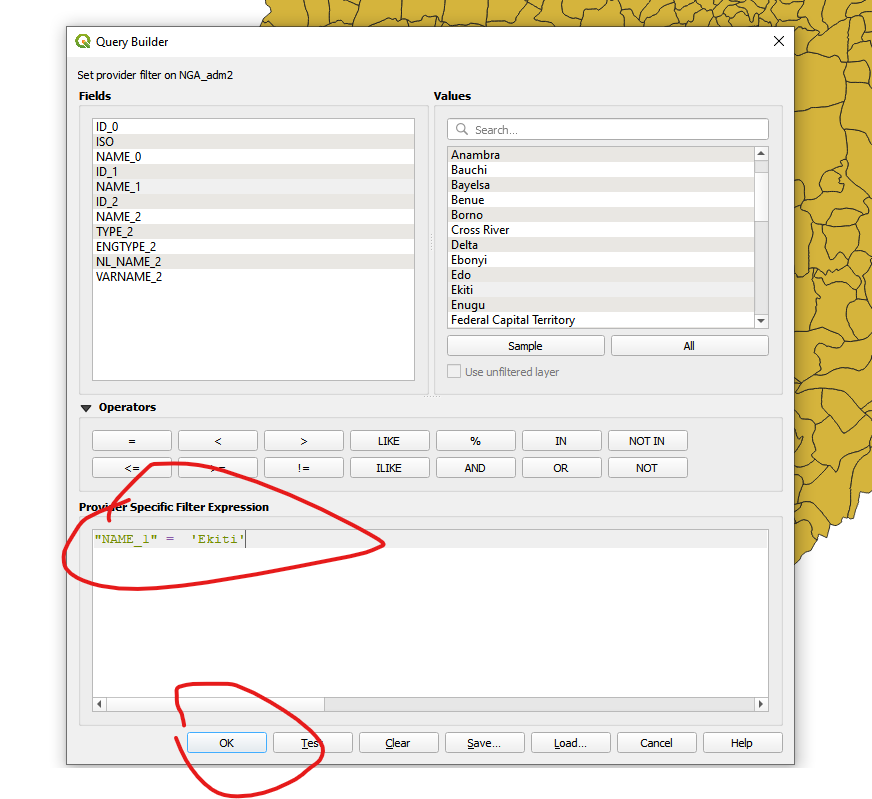 Query Builder
Set provider filter on NGA_adm2
Fields
Values
ID_0
ISO
NAME_0
ID_1
NAME_1
ID_2
NAME_2
TYPE_2
ENGTYPE_2
NL_NAME_2
VARNAME_2
Search...
Anambra
Bauchi
Bayelsa
Benue
Borno
Cross River
Delta
Ebonyi
Edo
Ekiti
Enugu
Federal Capital Territory
Sample All
Use unfiltered layer
Operators
= < > LIKE % IN NOT IN
<= >= != ILIKE AND OR NOT
Provider Specific Filter Expression
"NAME_1" =  'Ekiti'
OK Test Clear Save... Load... Cancel Help